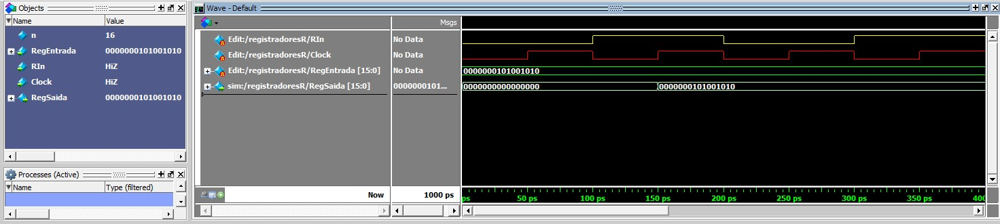 Objects
Name Value
n 16
RegEntrada 0000000101001010
RIn HiZ
Clock HiZ
RegSaida 0000000101001010
Processes (Active)
Name Type (filtered)
Wave - Default
Msgs
Edit:/registradoresR/RIn No Data
Edit:/registradoresR/Clock No Data
Edit:/registradoresR/RegEntrada [15:0] No Data 0000000101001010
sim:/registradoresR/RegSaida [15:0] 0000000101... 0000000000000000 0000000101001010
Now 1000 ps
ps 50 ps 100 ps 150 ps 200 ps 250 ps 300 ps 350 ps 400